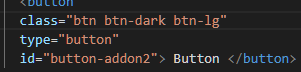 <button
class="btn btn-dark btn-lg"
type="button"
id="button-addon2"> Button </button>